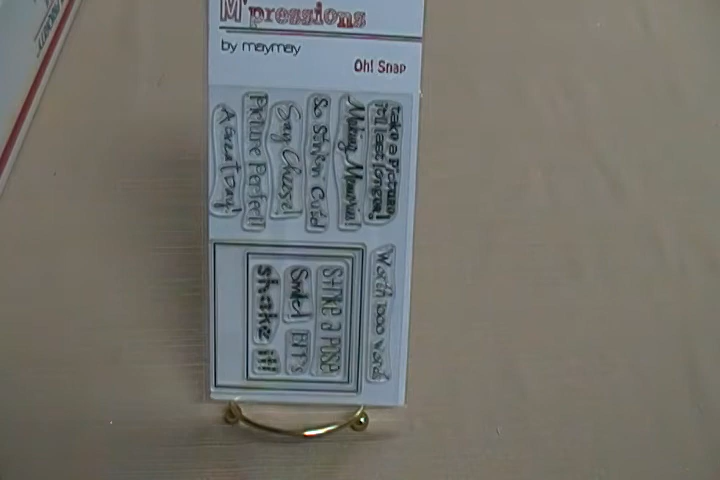 M'pressions
by maymay
Oh! Snap
take a picture,
it'll last longer!
Making Memories!
So Stinkin Cute!
Say Cheese!
Picture Perfect!
A Great Day!
Worth 1000 words
Strike a Pose
Smile!
BFF's
shake it!